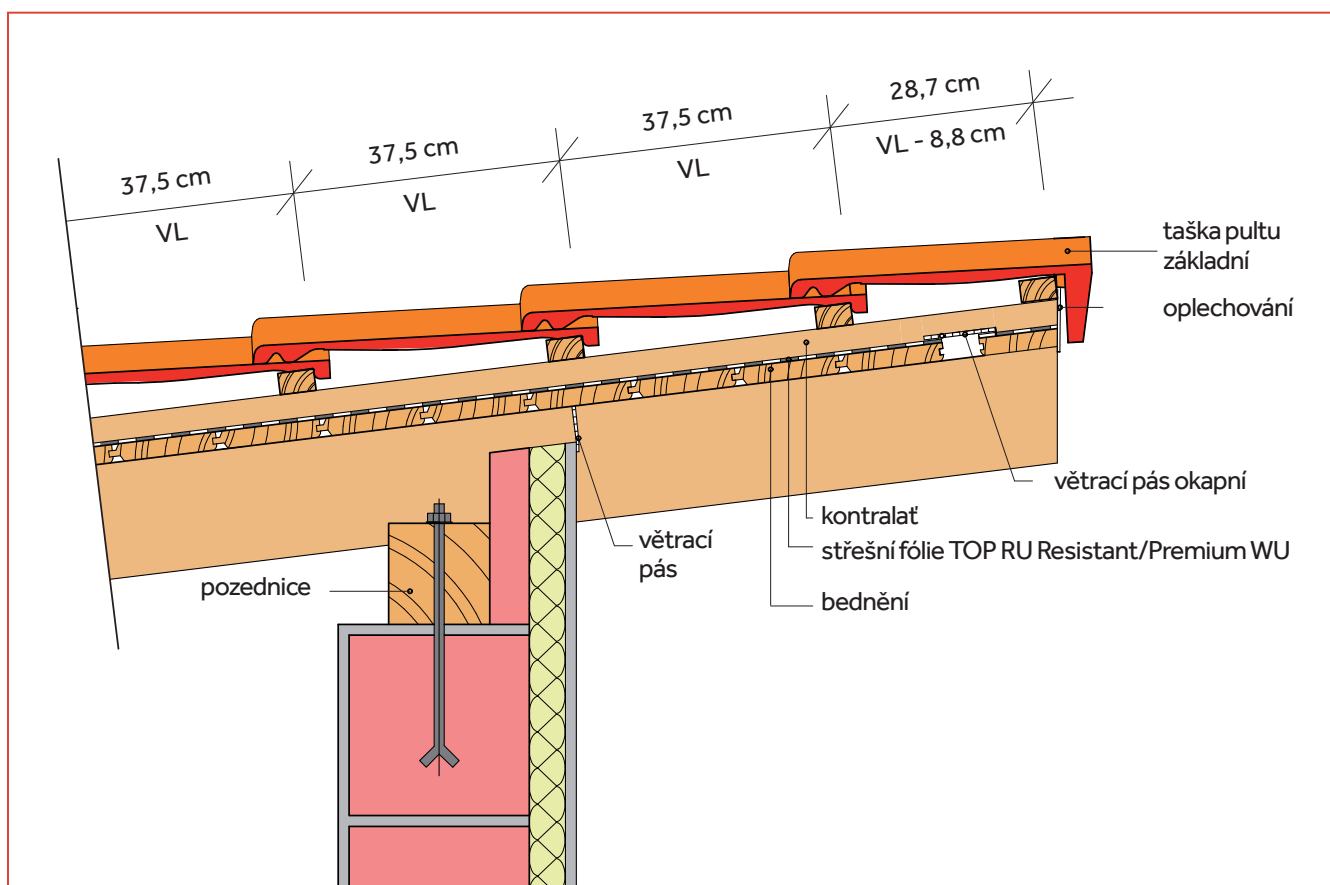 28,7 cm
VL - 8,8 cm
37,5 cm
VL
37,5 cm
VL
37,5 cm
VL
taška pultu
základní
oplechování
větrací pás okapní
kontralať
střešní fólie TOP RU Resistant/Premium WU
bednění
větrací
pás
pozednice